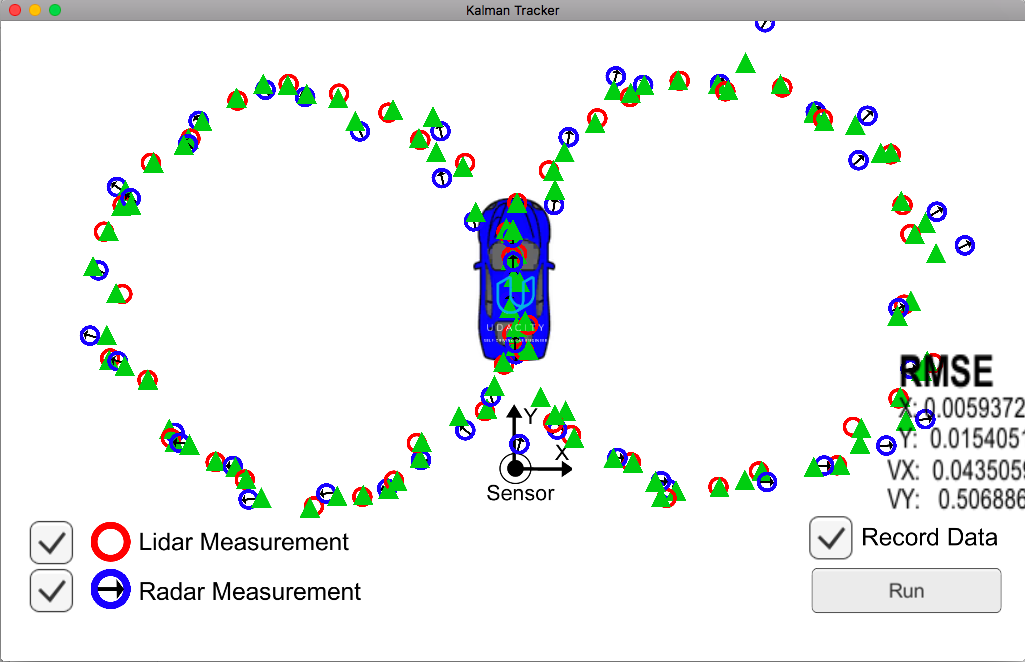 Kalman Tracker
UDACITY
RMSE
X: 0.0059372
Y: 0.0154051
VX: 0.0435059
VY: 0.506886
Y
X
Sensor
Lidar Measurement
Radar Measurement
Record Data
Run